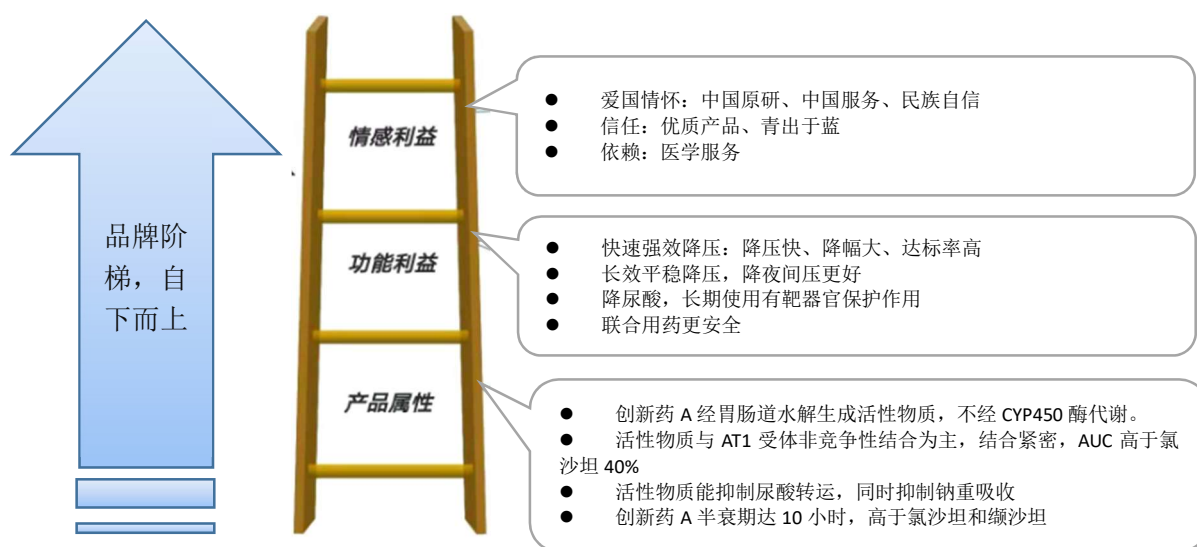 品牌阶
梯，自
下而上
情感利益
● 爱国情怀：中国原研、中国服务、民族自信
● 信任：优质产品、青出于蓝
● 依赖：医学服务
功能利益
● 快速强效降压：降压快、降幅大、达标率高
● 长效平稳降压，降夜间压更好
● 降尿酸，长期使用有靶器官保护作用
● 联合用药更安全
产品属性
● 创新药 A 经胃肠道水解生成活性物质，不经 CYP450 酶代谢。
● 活性物质与 AT1 受体非竞争性结合为主，结合紧密，AUC 高于氯
沙坦 40%
● 活性物质能抑制尿酸转运，同时抑制钠重吸收
● 创新药 A 半衰期达 10 小时，高于氯沙坦和缬沙坦